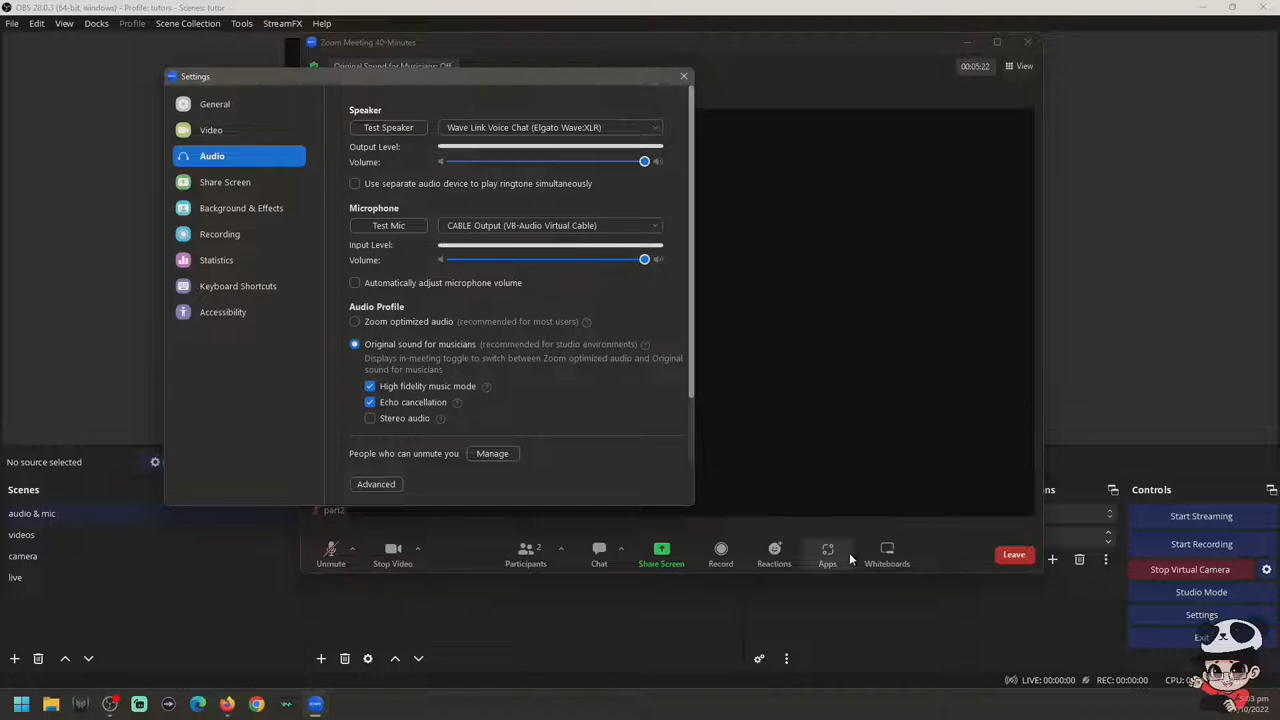 OBS 28.0.3 (64-bit, windows) - Profile: tutors - Scenes: tutor
File Edit View Docks Profile Scene Collection Tools StreamFX Help
Zoom Meeting 40-Minutes
Original Sound for Musicians: Off
00:05:22 View
Settings
General
Video
Audio
Share Screen
Background & Effects
Recording
Statistics
Keyboard Shortcuts
Accessibility
Speaker
Test Speaker Wave Link Voice Chat (Elgato Wave:XLR)
Output Level:
Volume:
Use separate audio device to play ringtone simultaneously
Microphone
Test Mic CABLE Output (VB-Audio Virtual Cable)
Input Level:
Volume:
Automatically adjust microphone volume
Audio Profile
Zoom optimized audio (recommended for most users) ?
Original sound for musicians (recommended for studio environments) ?
Displays in-meeting toggle to switch between Zoom optimized audio and Original
sound for musicians
High fidelity music mode ?
Echo cancellation ?
Stereo audio ?
People who can unmute you Manage
Advanced
part2
Unmute Stop Video Participants 2 Chat Share Screen Record Reactions Apps Whiteboards Leave
No source selected
Scenes
audio & mic
videos
camera
live
Controls
Start Streaming
Start Recording
Stop Virtual Camera
Studio Mode
Settings
LIVE: 00:00:00 REC: 00:00:00